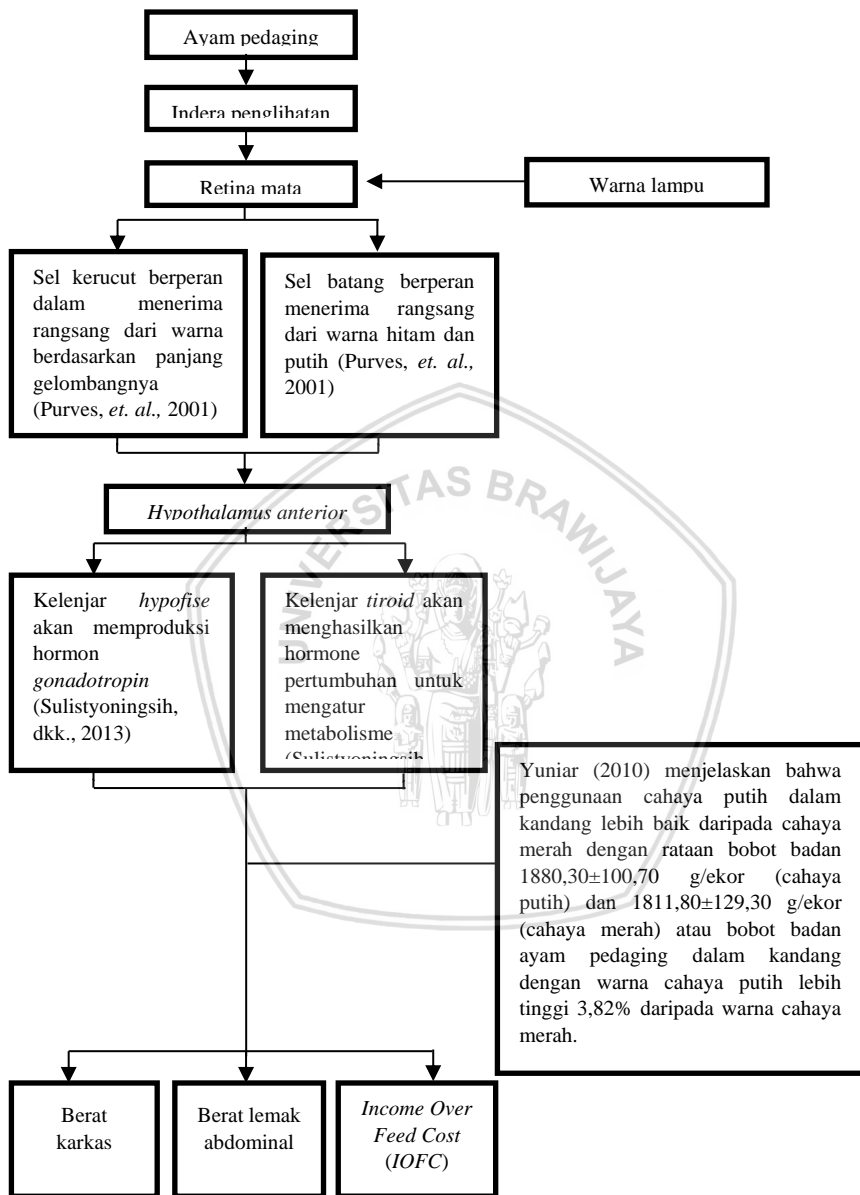 Ayam pedaging
Indera penglihatan
Retina mata
Warna lampu
Sel kerucut berperan
dalam menerima
rangsang dari warna
berdasarkan panjang
gelombangnya
(Purves, et. al., 2001)
Sel batang berperan
menerima rangsang
dari warna hitam dan
putih (Purves, et. al.,
2001)
Hypothalamus anterior
Kelenjar hypofise
akan memproduksi
hormon
gonadotropin
(Sulistyoningsih,
dkk., 2013)
Kelenjar tiroid akan
menghasilkan
hormone
pertumbuhan untuk
mengatur
metabolisme
(Sulistyoningsih
Yuniar (2010) menjelaskan bahwa
penggunaan cahaya putih dalam
kandang lebih baik daripada cahaya
merah dengan rataan bobot badan
1880,30±100,70 g/ekor (cahaya
putih) dan 1811,80±129,30 g/ekor
(cahaya merah) atau bobot badan
ayam pedaging dalam kandang
dengan warna cahaya putih lebih
tinggi 3,82% daripada warna cahaya
merah.
Berat
karkas
Berat lemak
abdominal
Income Over
Feed Cost
(IOFC)
UNIVERSITAS BRAWIJAYA